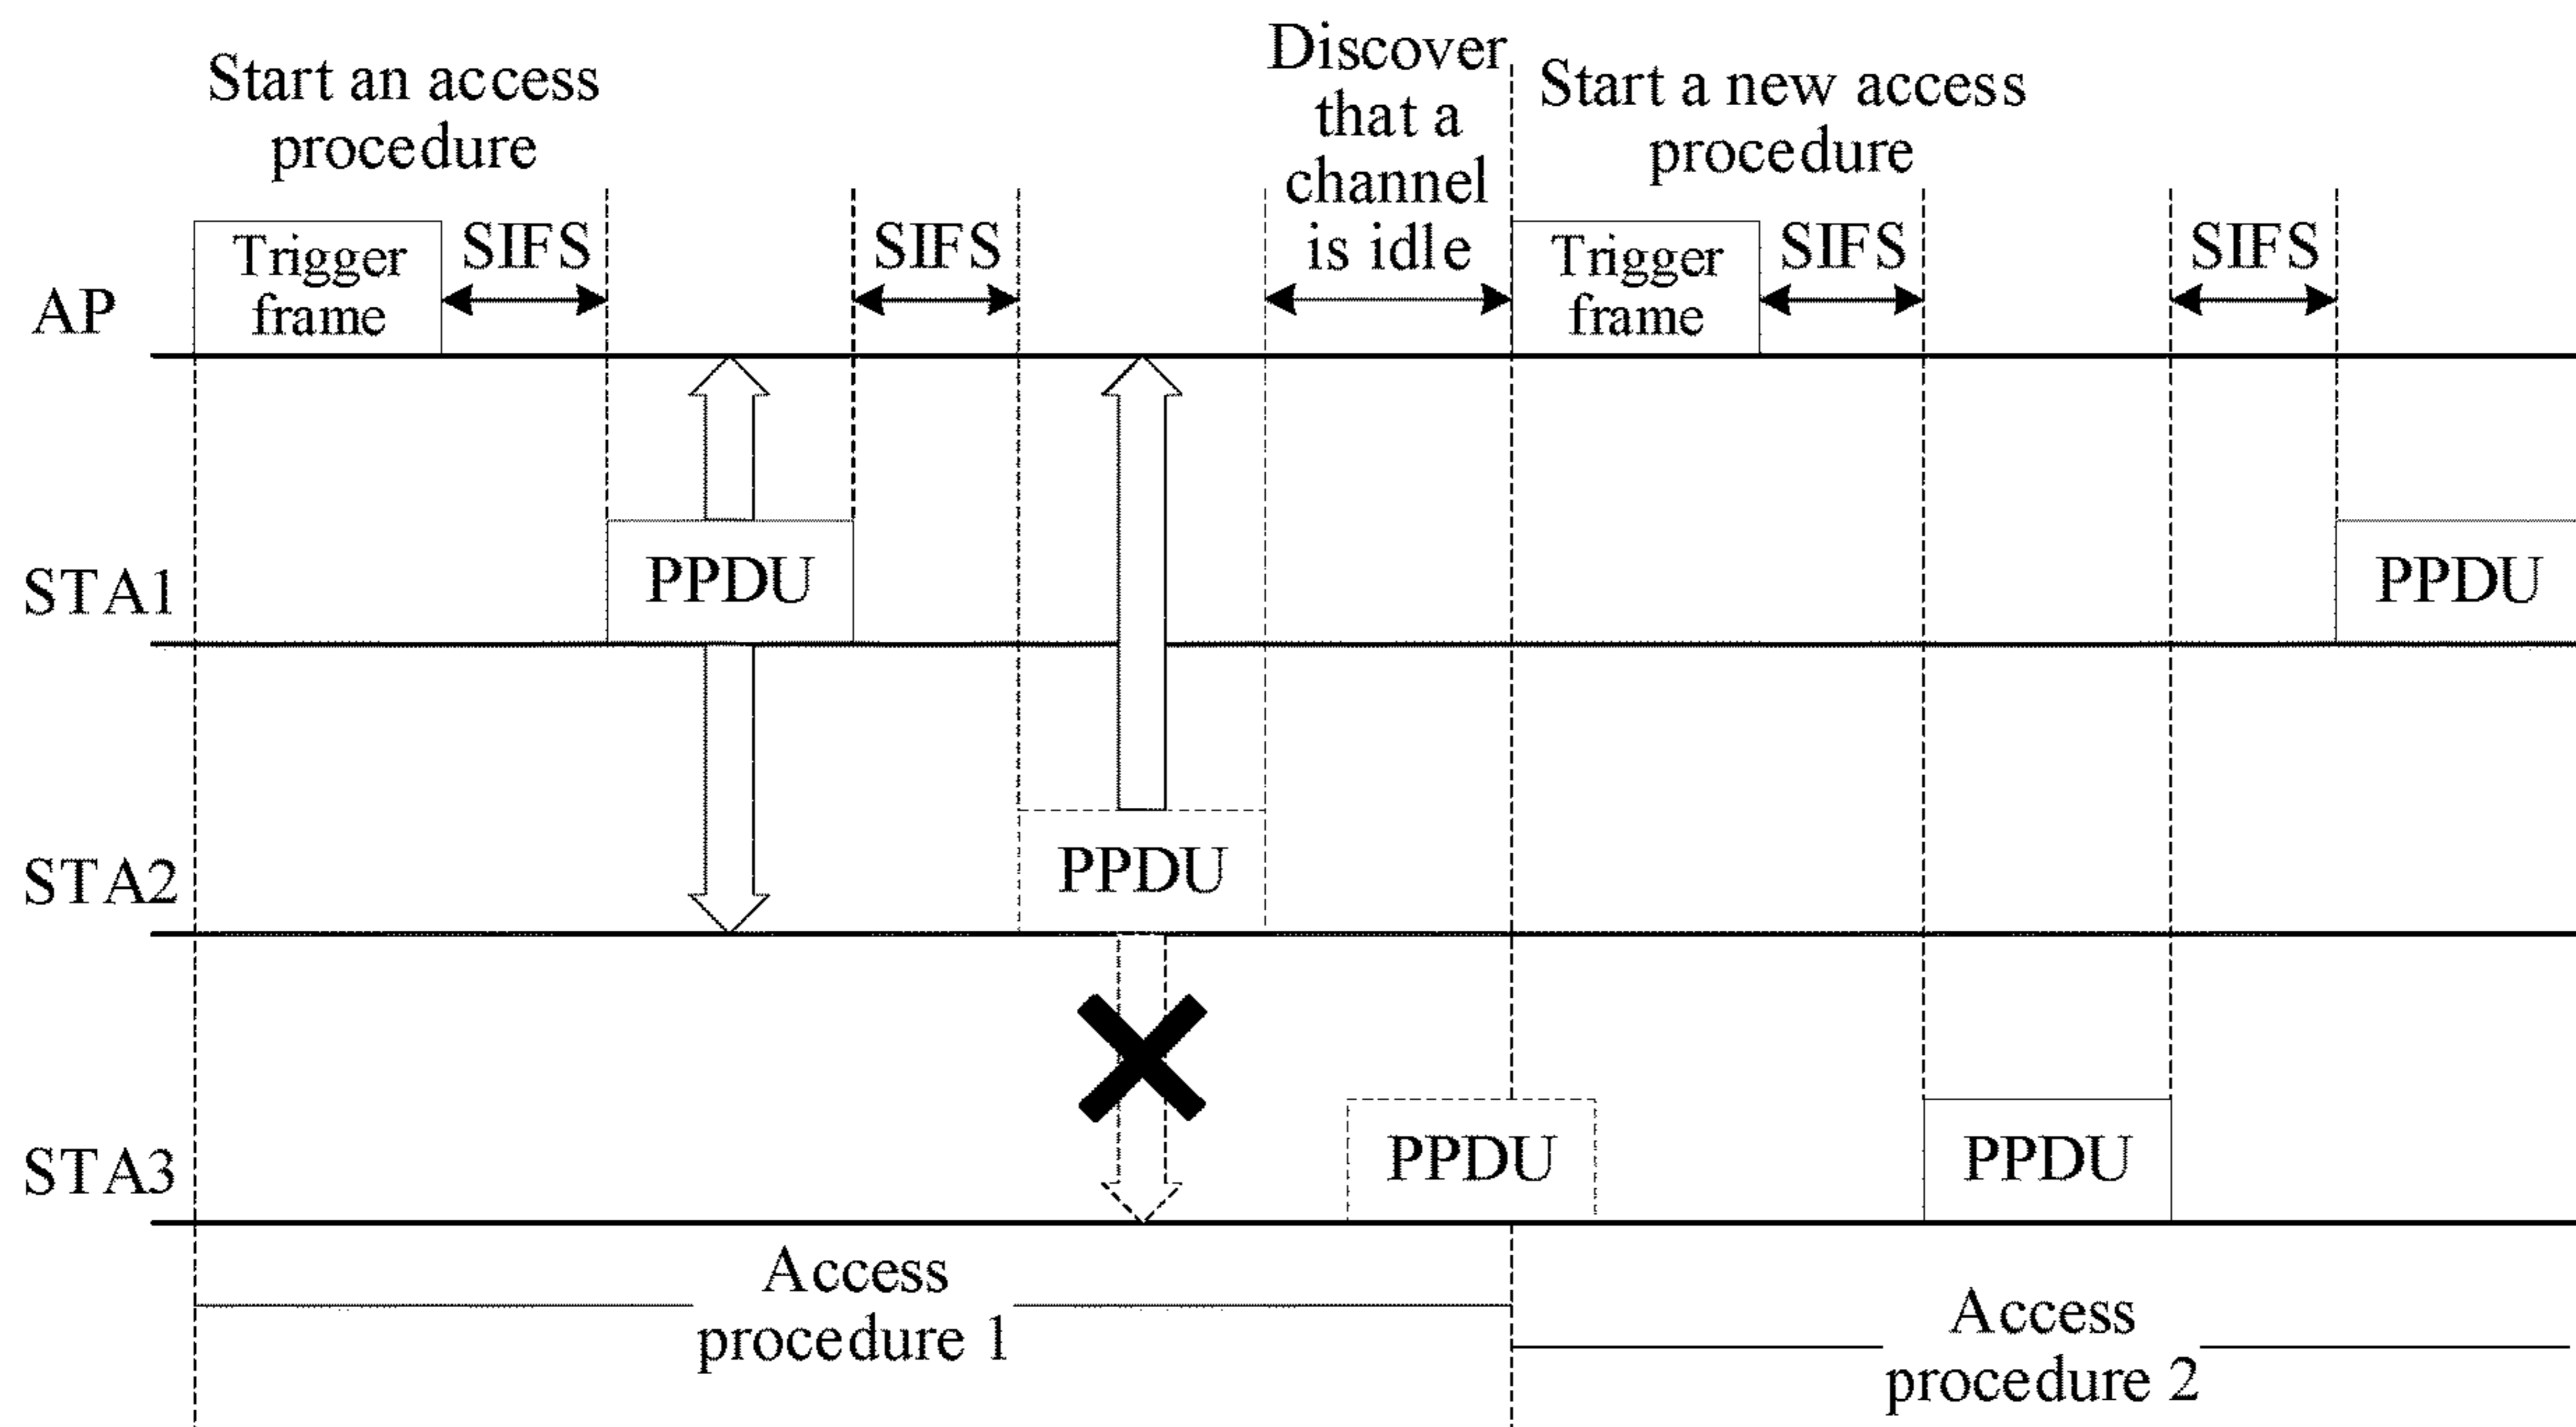 Start an access
procedure
Discover
that a
channel
is idle
Start a new access
procedure
AP
Trigger
frame
SIFS
SIFS
Trigger
frame
SIFS
SIFS
STA1
PPDU
PPDU
STA2
PPDU
STA3
PPDU
PPDU
Access
procedure 1
Access
procedure 2